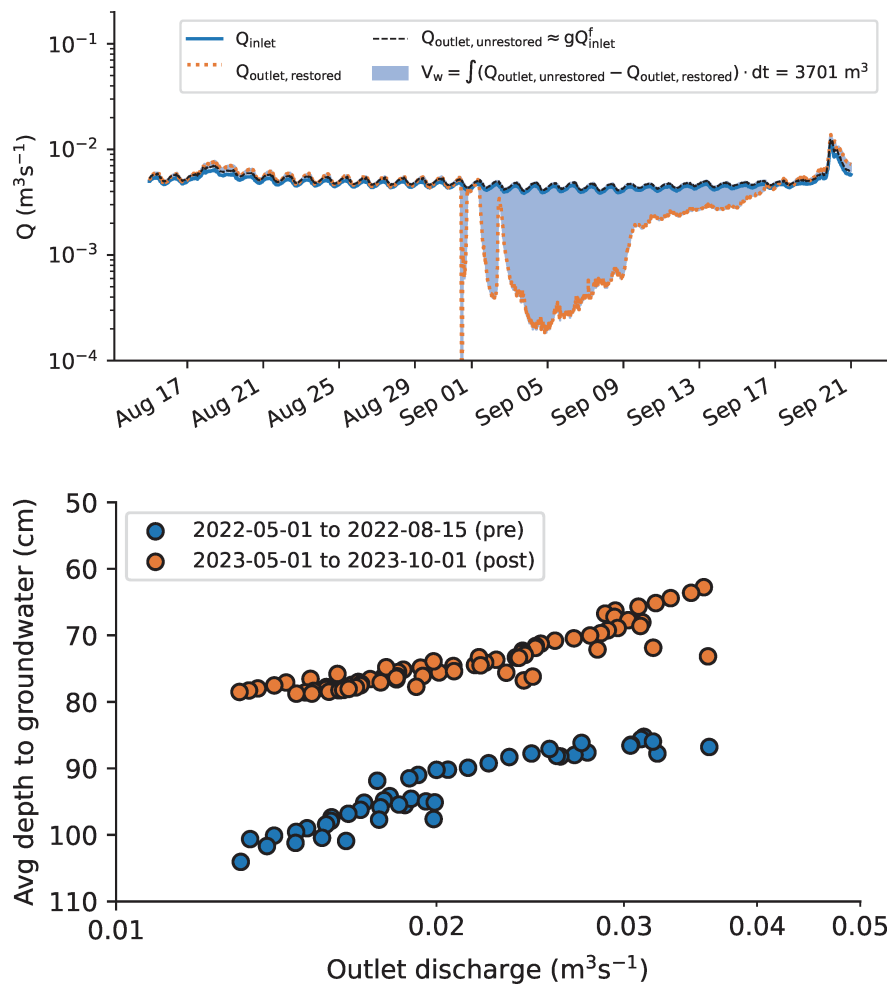 Q_inlet
Q_outlet,restored
Q_outlet,unrestored ≈ gQ^f_inlet
V_w = ∫(Q_outlet,unrestored − Q_outlet,restored) · dt = 3701 m³
Q (m³s⁻¹)
10⁻¹
10⁻²
10⁻³
10⁻⁴
Aug 17
Aug 21
Aug 25
Aug 29
Sep 01
Sep 05
Sep 09
Sep 13
Sep 17
Sep 21
Avg depth to groundwater (cm)
50
60
70
80
90
100
110
2022-05-01 to 2022-08-15 (pre)
2023-05-01 to 2023-10-01 (post)
0.01
0.02
0.03
0.04
0.05
Outlet discharge (m³s⁻¹)